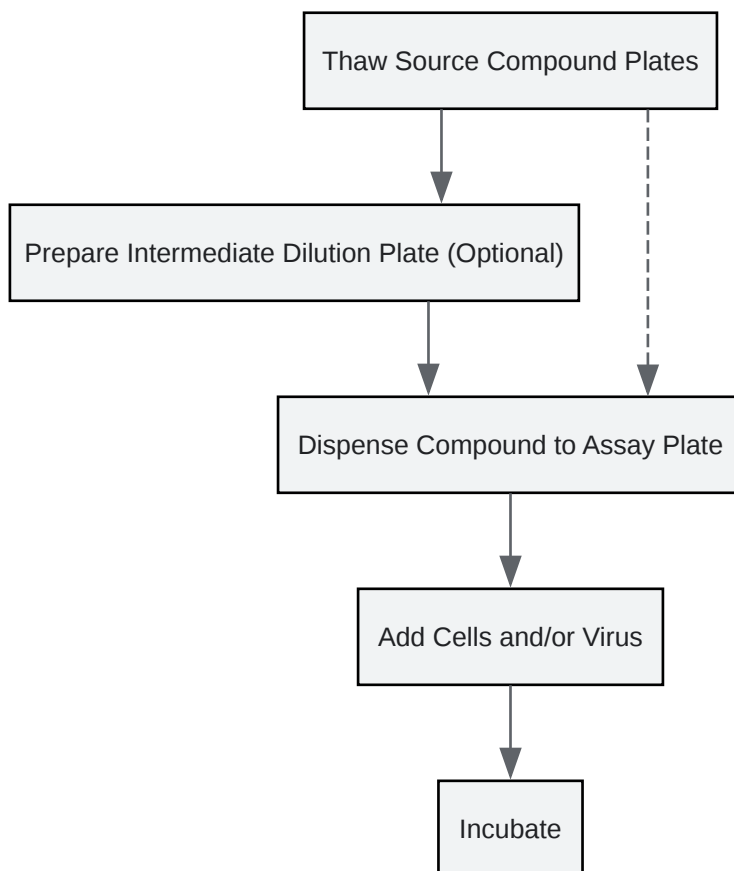 Thaw Source Compound Plates
Prepare Intermediate Dilution Plate (Optional)
Dispense Compound to Assay Plate
Add Cells and/or Virus
Incubate